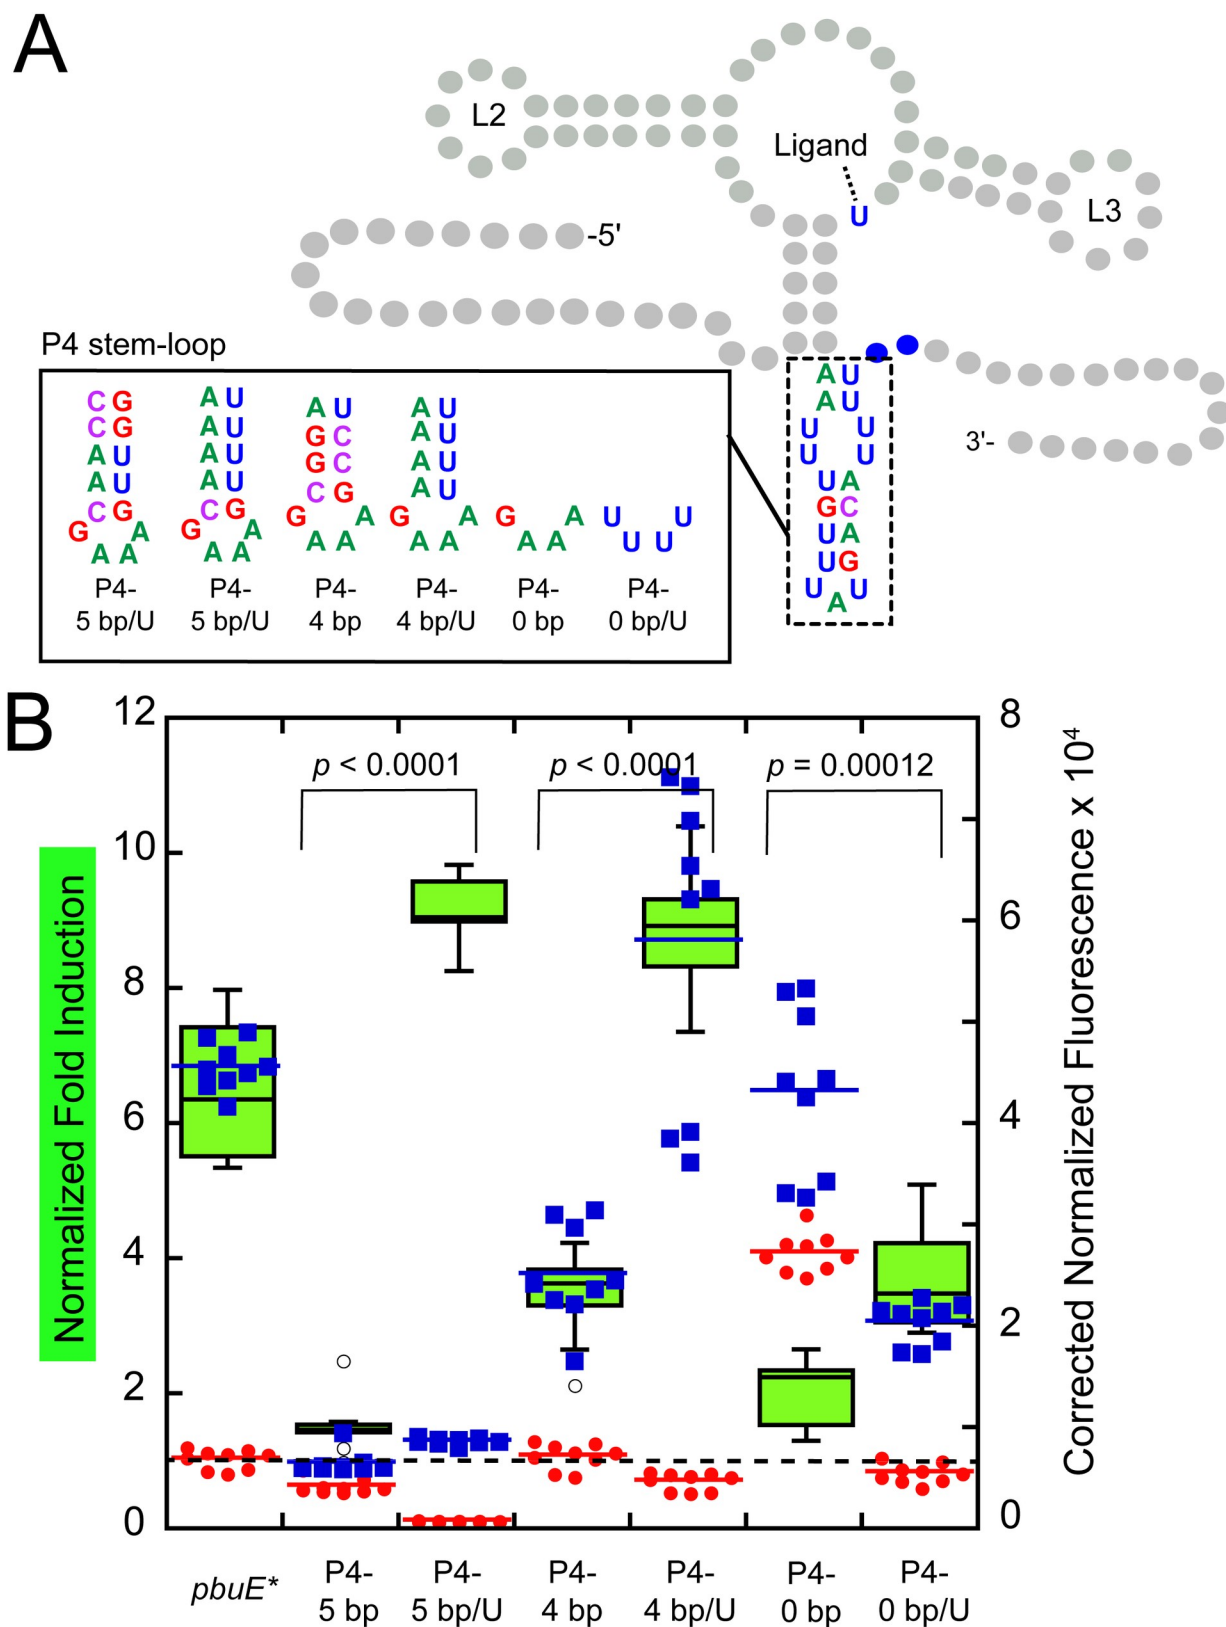 A
L2
Ligand
U
L3
-5'
P4 stem-loop
3'-
C G
C G
A U
A U
C G
G A
A A
P4-
5 bp/U
A U
A U
A U
A U
C G
G A
A A
P4-
5 bp/U
A U
G C
G C
C G
G A
A A
P4-
4 bp
A U
A U
A U
A U
G A
A A
P4-
4 bp/U
G A
A A
P4-
0 bp
U U
U U
P4-
0 bp/U
A U
A U
U U
U U
U A
G C
U A
U G
U U
A
B
Normalized Fold Induction
12
10
8
6
4
2
0
p < 0.0001
p < 0.0001
p = 0.00012
8
6
4
2
0
Corrected Normalized Fluorescence x 10⁴
pbuE*
P4-
5 bp
P4-
5 bp/U
P4-
4 bp
P4-
4 bp/U
P4-
0 bp
P4-
0 bp/U